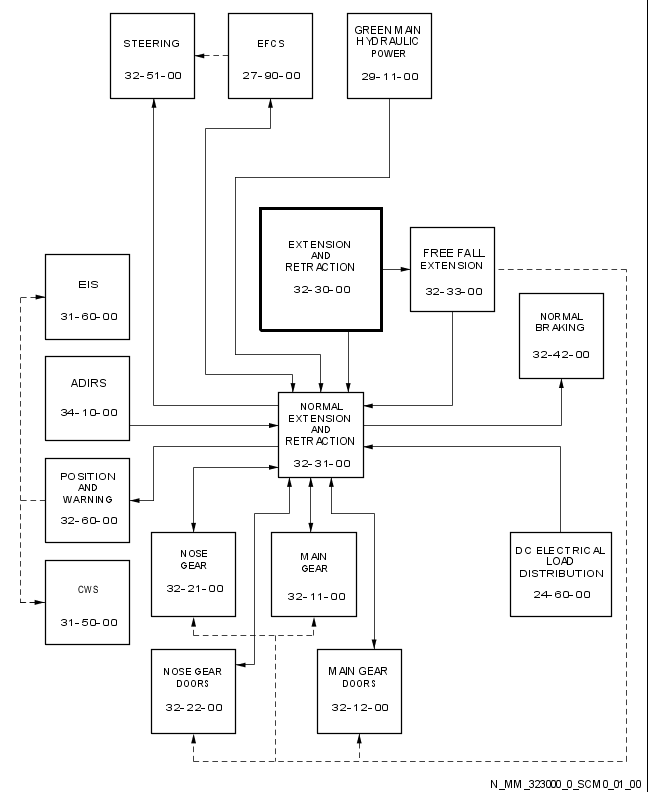 STEERING
32-51-00
EFCS
27-90-00
GREEN MAIN
HYDRAULIC
POWER
29-11-00
EXTENSION
AND
RETRACTION
32-30-00
FREE FALL
EXTENSION
32-33-00
EIS
31-60-00
NORMAL
BRAKING
32-42-00
ADIRS
34-10-00
NORMAL
EXTENSION
AND
RETRACTION
32-31-00
POSITION
AND
WARNING
32-60-00
NOSE
GEAR
32-21-00
MAIN
GEAR
32-11-00
DC ELECTRICAL
LOAD
DISTRIBUTION
24-60-00
CWS
31-50-00
NOSE GEAR
DOORS
32-22-00
MAIN GEAR
DOORS
32-12-00
N_MM_323000_0_SCM0_01_00